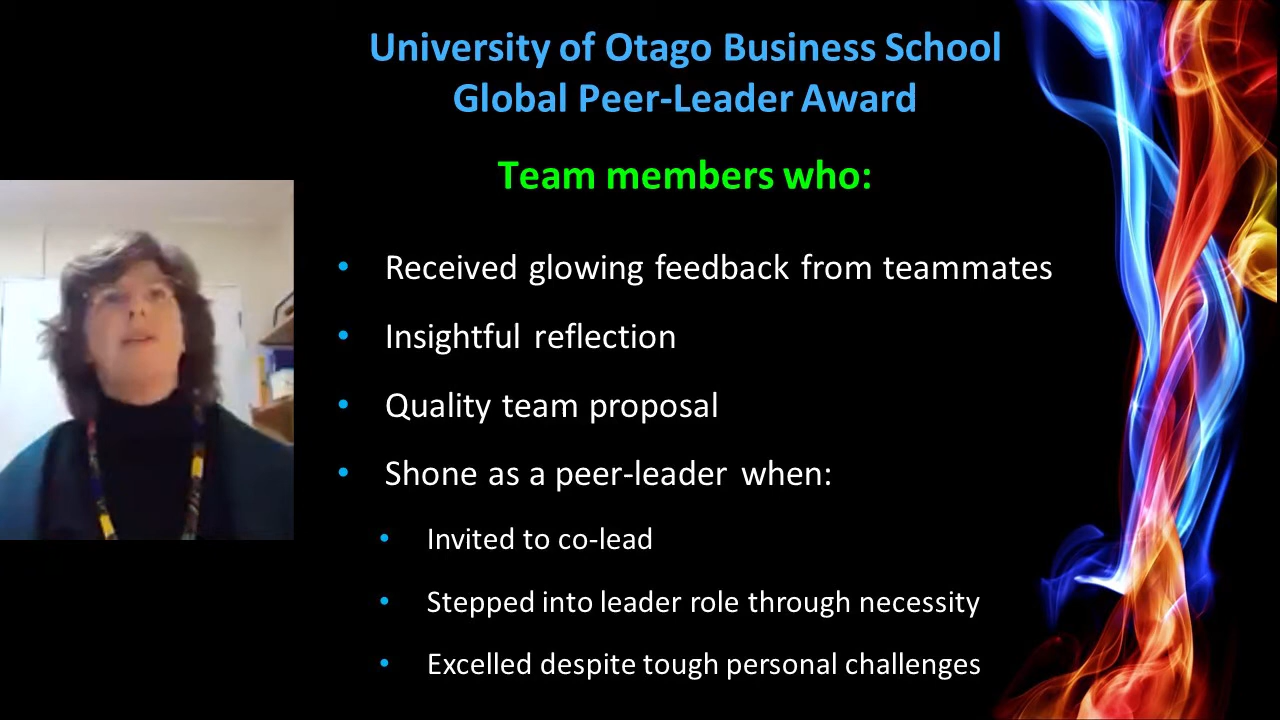 University of Otago Business School
Global Peer-Leader Award
Team members who:
• Received glowing feedback from teammates
• Insightful reflection
• Quality team proposal
• Shone as a peer-leader when:
• Invited to co-lead
• Stepped into leader role through necessity
• Excelled despite tough personal challenges